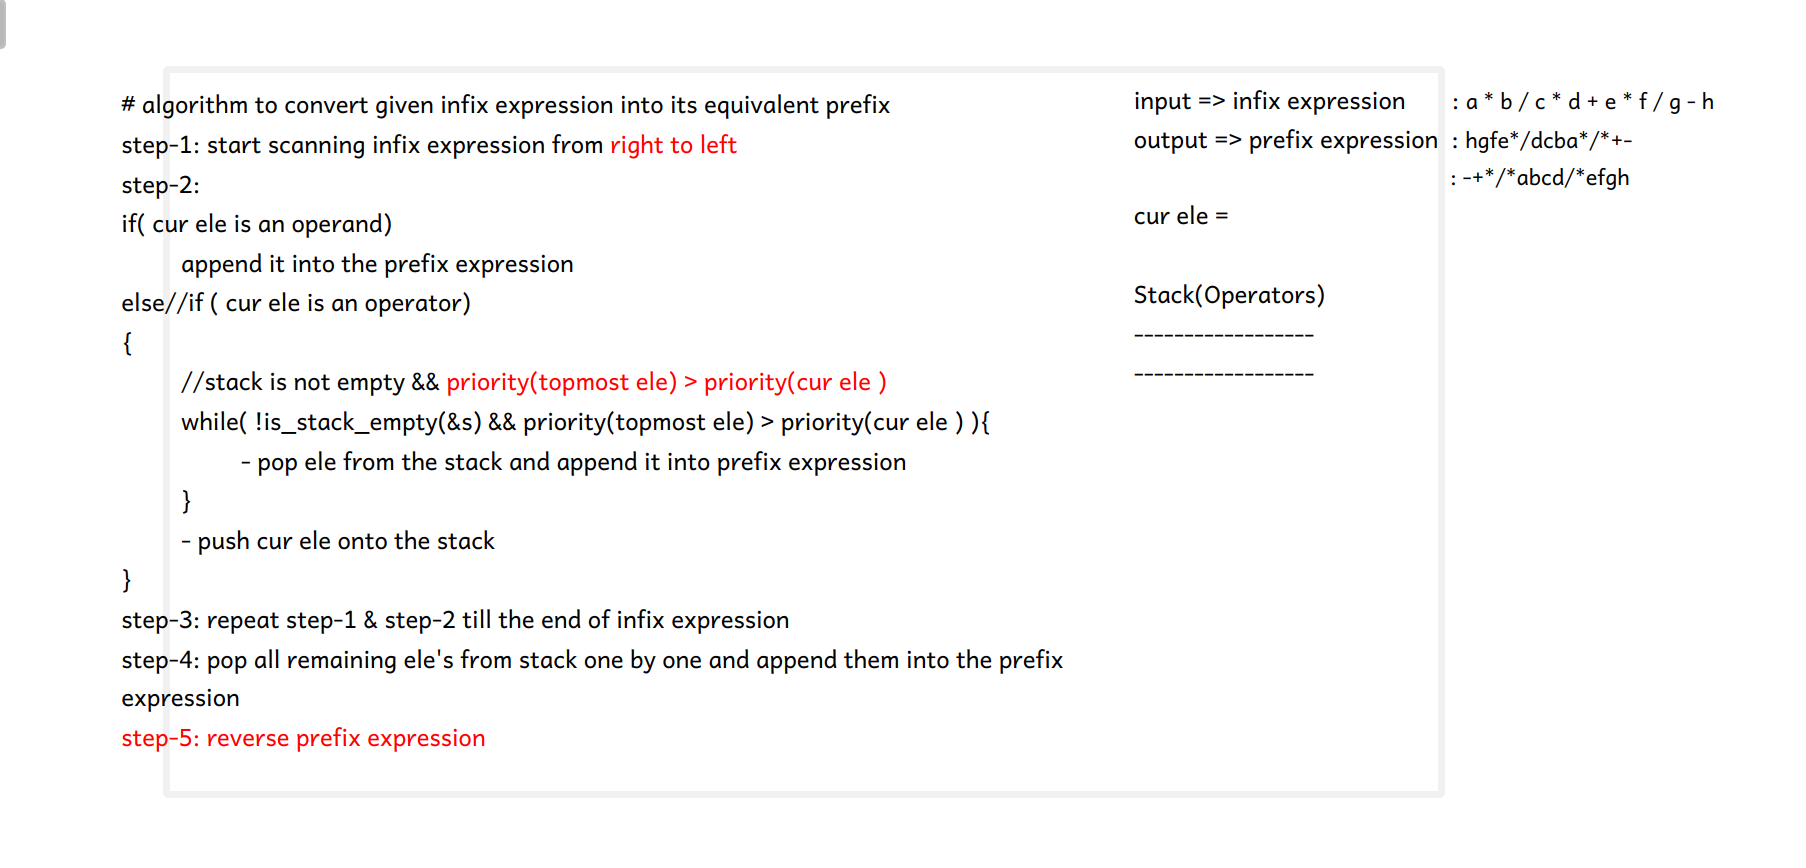 # algorithm to convert given infix expression into its equivalent prefix
step-1: start scanning infix expression from right to left
step-2:
if( cur ele is an operand)
append it into the prefix expression
else//if ( cur ele is an operator)
{
//stack is not empty && priority(topmost ele) > priority(cur ele )
while( !is_stack_empty(&s) && priority(topmost ele) > priority(cur ele ) ){
- pop ele from the stack and append it into prefix expression
}
- push cur ele onto the stack
}
step-3: repeat step-1 & step-2 till the end of infix expression
step-4: pop all remaining ele's from stack one by one and append them into the prefix
expression
step-5: reverse prefix expression
input => infix expression : a * b / c * d + e * f / g - h
output => prefix expression : hgfe*/dcba*/*+-
: -+*/*abcd/*efgh
cur ele =
Stack(Operators)
------------------
------------------